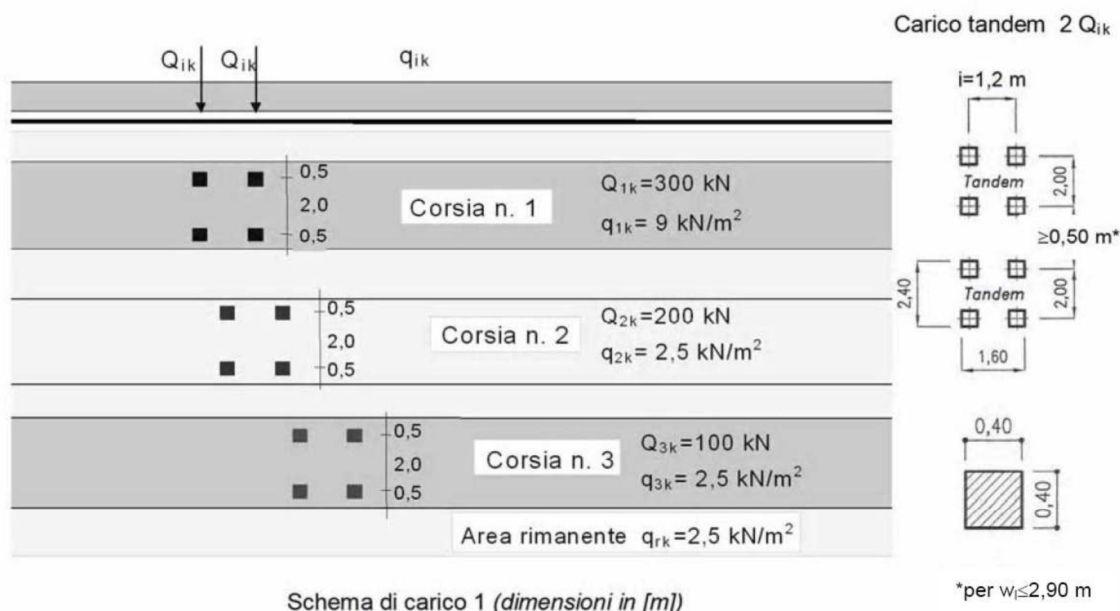 Carico tandem 2 Qik
Qik Qik qik
i=1,2 m
0,5
2,0
0,5
Corsia n. 1
Q1k=300 kN
q1k= 9 kN/m²
Tandem
2,00
≥0,50 m*
0,5
2,0
0,5
Corsia n. 2
Q2k=200 kN
q2k= 2,5 kN/m²
2,40
Tandem
2,00
1,60
0,5
2,0
0,5
Corsia n. 3
Q3k=100 kN
q3k= 2,5 kN/m²
0,40
0,40
Area rimanente qrk=2,5 kN/m²
Schema di carico 1 (dimensioni in [m])
*per wl≤2,90 m